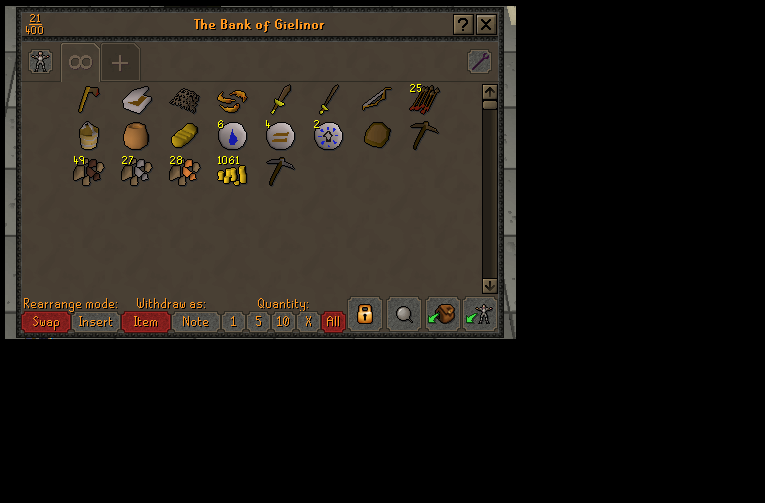 21
400
The Bank of Gielinor
?
25
6
4
2
49
27
28
1061
Rearrange mode:
Withdraw as:
Quantity:
Swap
Insert
Item
Note
1
5
10
X
All